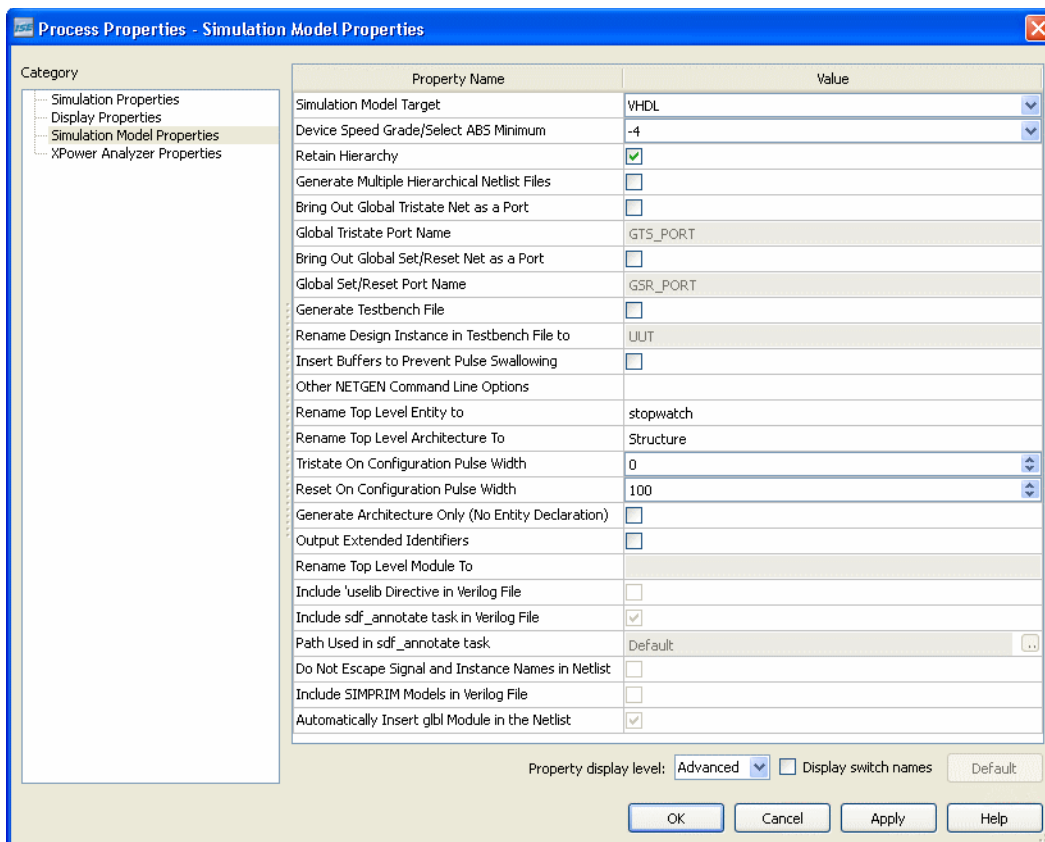 ISE Process Properties - Simulation Model Properties
Category
Simulation Properties
Display Properties
Simulation Model Properties
XPower Analyzer Properties
Property Name Value
Simulation Model Target VHDL
Device Speed Grade/Select ABS Minimum -4
Retain Hierarchy
Generate Multiple Hierarchical Netlist Files
Bring Out Global Tristate Net as a Port
Global Tristate Port Name GTS_PORT
Bring Out Global Set/Reset Net as a Port
Global Set/Reset Port Name GSR_PORT
Generate Testbench File
Rename Design Instance in Testbench File to UUT
Insert Buffers to Prevent Pulse Swallowing
Other NETGEN Command Line Options
Rename Top Level Entity to stopwatch
Rename Top Level Architecture To Structure
Tristate On Configuration Pulse Width 0
Reset On Configuration Pulse Width 100
Generate Architecture Only (No Entity Declaration)
Output Extended Identifiers
Rename Top Level Module To
Include 'uselib Directive in Verilog File
Include sdf_annotate task in Verilog File
Path Used in sdf_annotate task Default ..
Do Not Escape Signal and Instance Names in Netlist
Include SIMPRIM Models in Verilog File
Automatically Insert glbl Module in the Netlist
Property display level: Advanced Display switch names Default
OK Cancel Apply Help